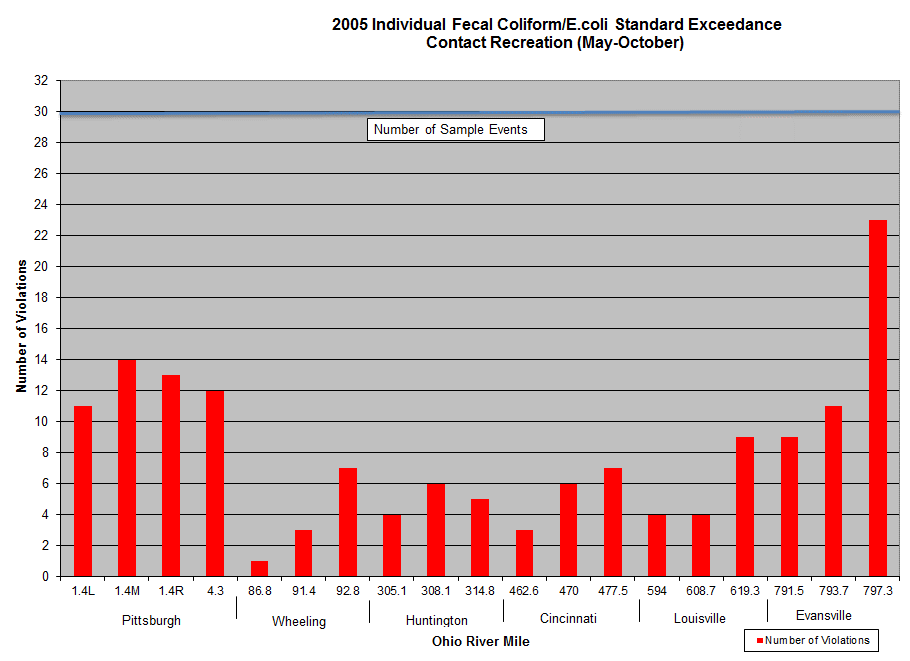 2005 Individual Fecal Coliform/E.coli Standard Exceedance
Contact Recreation (May-October)
32
30
Number of Sample Events
28
26
24
22
20
18
16
14
12
10
8
6
4
2
0
Number of Violations
1.4L 1.4M 1.4R 4.3 86.8 91.4 92.8 305.1 308.1 314.8 462.6 470 477.5 594 608.7 619.3 791.5 793.7 797.3
Pittsburgh Wheeling Huntington Cincinnati Louisville Evansville
Ohio River Mile
Number of Violations